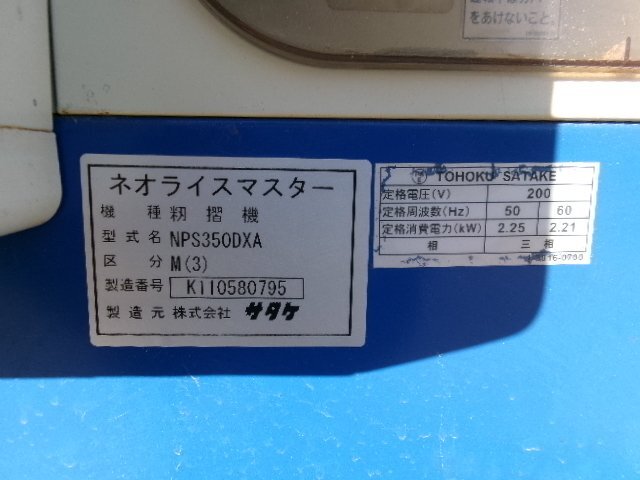 をあけないこと。
ネオライスマスター
機種 籾摺機
型式名 NPS350DXA
区分 M(3)
製造番号 K110580795
製造元 株式会社 サタケ
TOHOKU SATAKE
定格電圧(V) 200
定格周波数(Hz) 50 60
定格消費電力(kW) 2.25 2.21
相 三相